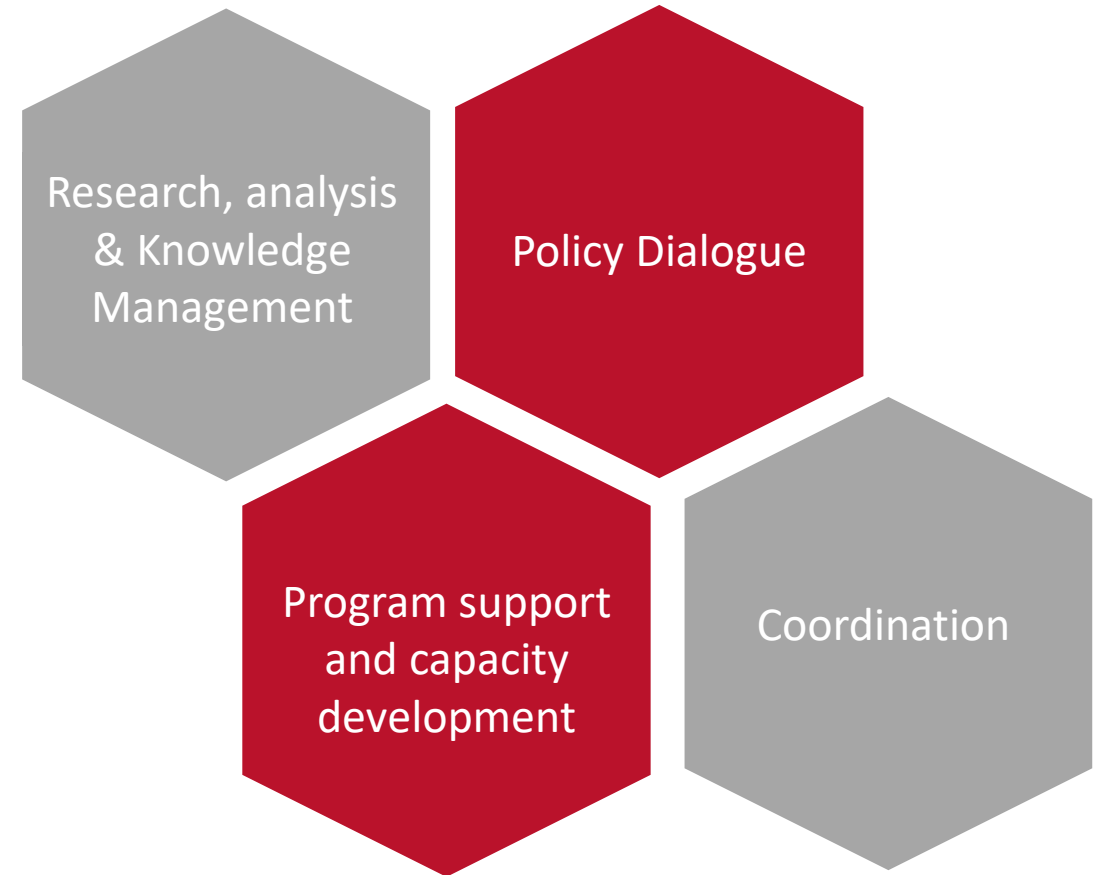 Research, analysis
& Knowledge
Management
Policy Dialogue
Program support
and capacity
development
Coordination